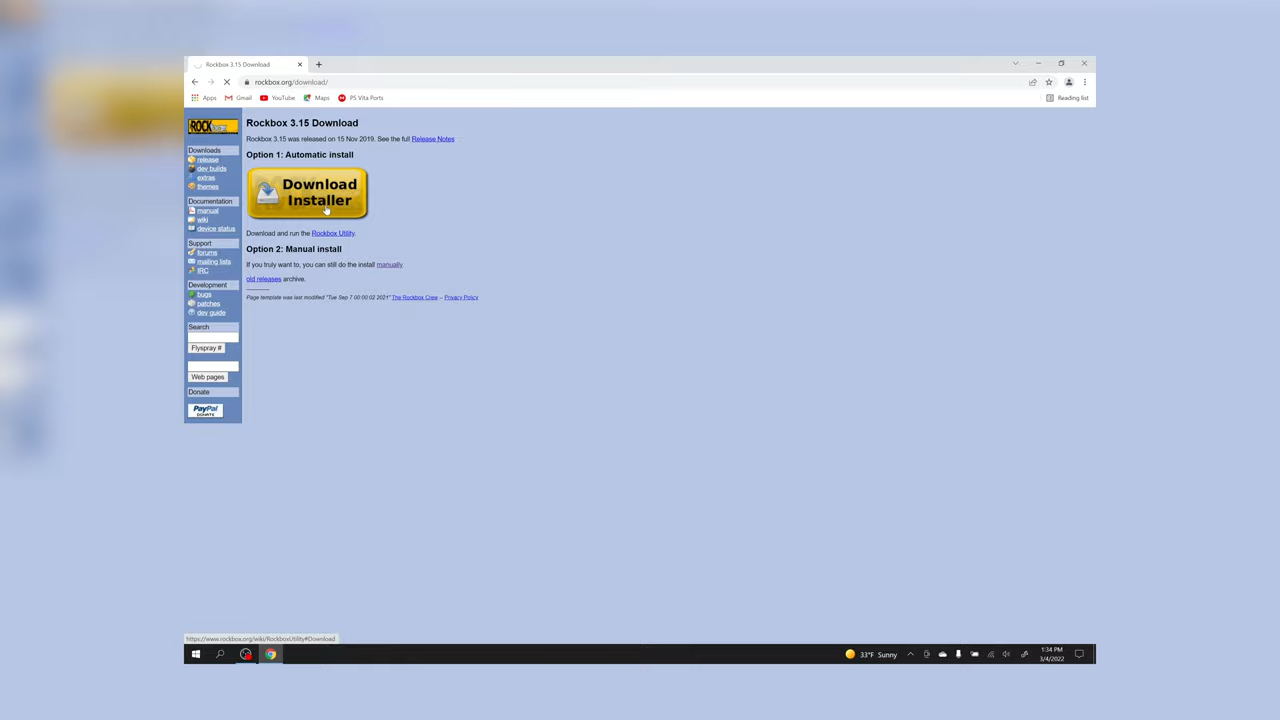 Rockbox 3.15 Download
rockbox.org/download/
Apps
Gmail
YouTube
Maps
PS Vita Ports
Reading list
Downloads
release
dev builds
extras
themes
Documentation
manual
wiki
device status
Support
forums
mailing lists
IRC
Development
bugs
patches
dev guide
Search
Flyspray #
Web pages
Donate
PayPal
DONATE
Rockbox 3.15 Download
Rockbox 3.15 was released on 15 Nov 2019. See the full Release Notes
Option 1: Automatic install
Download
Installer
Download and run the Rockbox Utility.
Option 2: Manual install
If you truly want to, you can still do the install manually
old releases archive.
Page template was last modified "Tue Sep 7 00:00:02 2021" The Rockbox Crew -- Privacy Policy
https://www.rockbox.org/wiki/RockboxUtility#Download
33°F Sunny
1:34 PM
3/4/2022